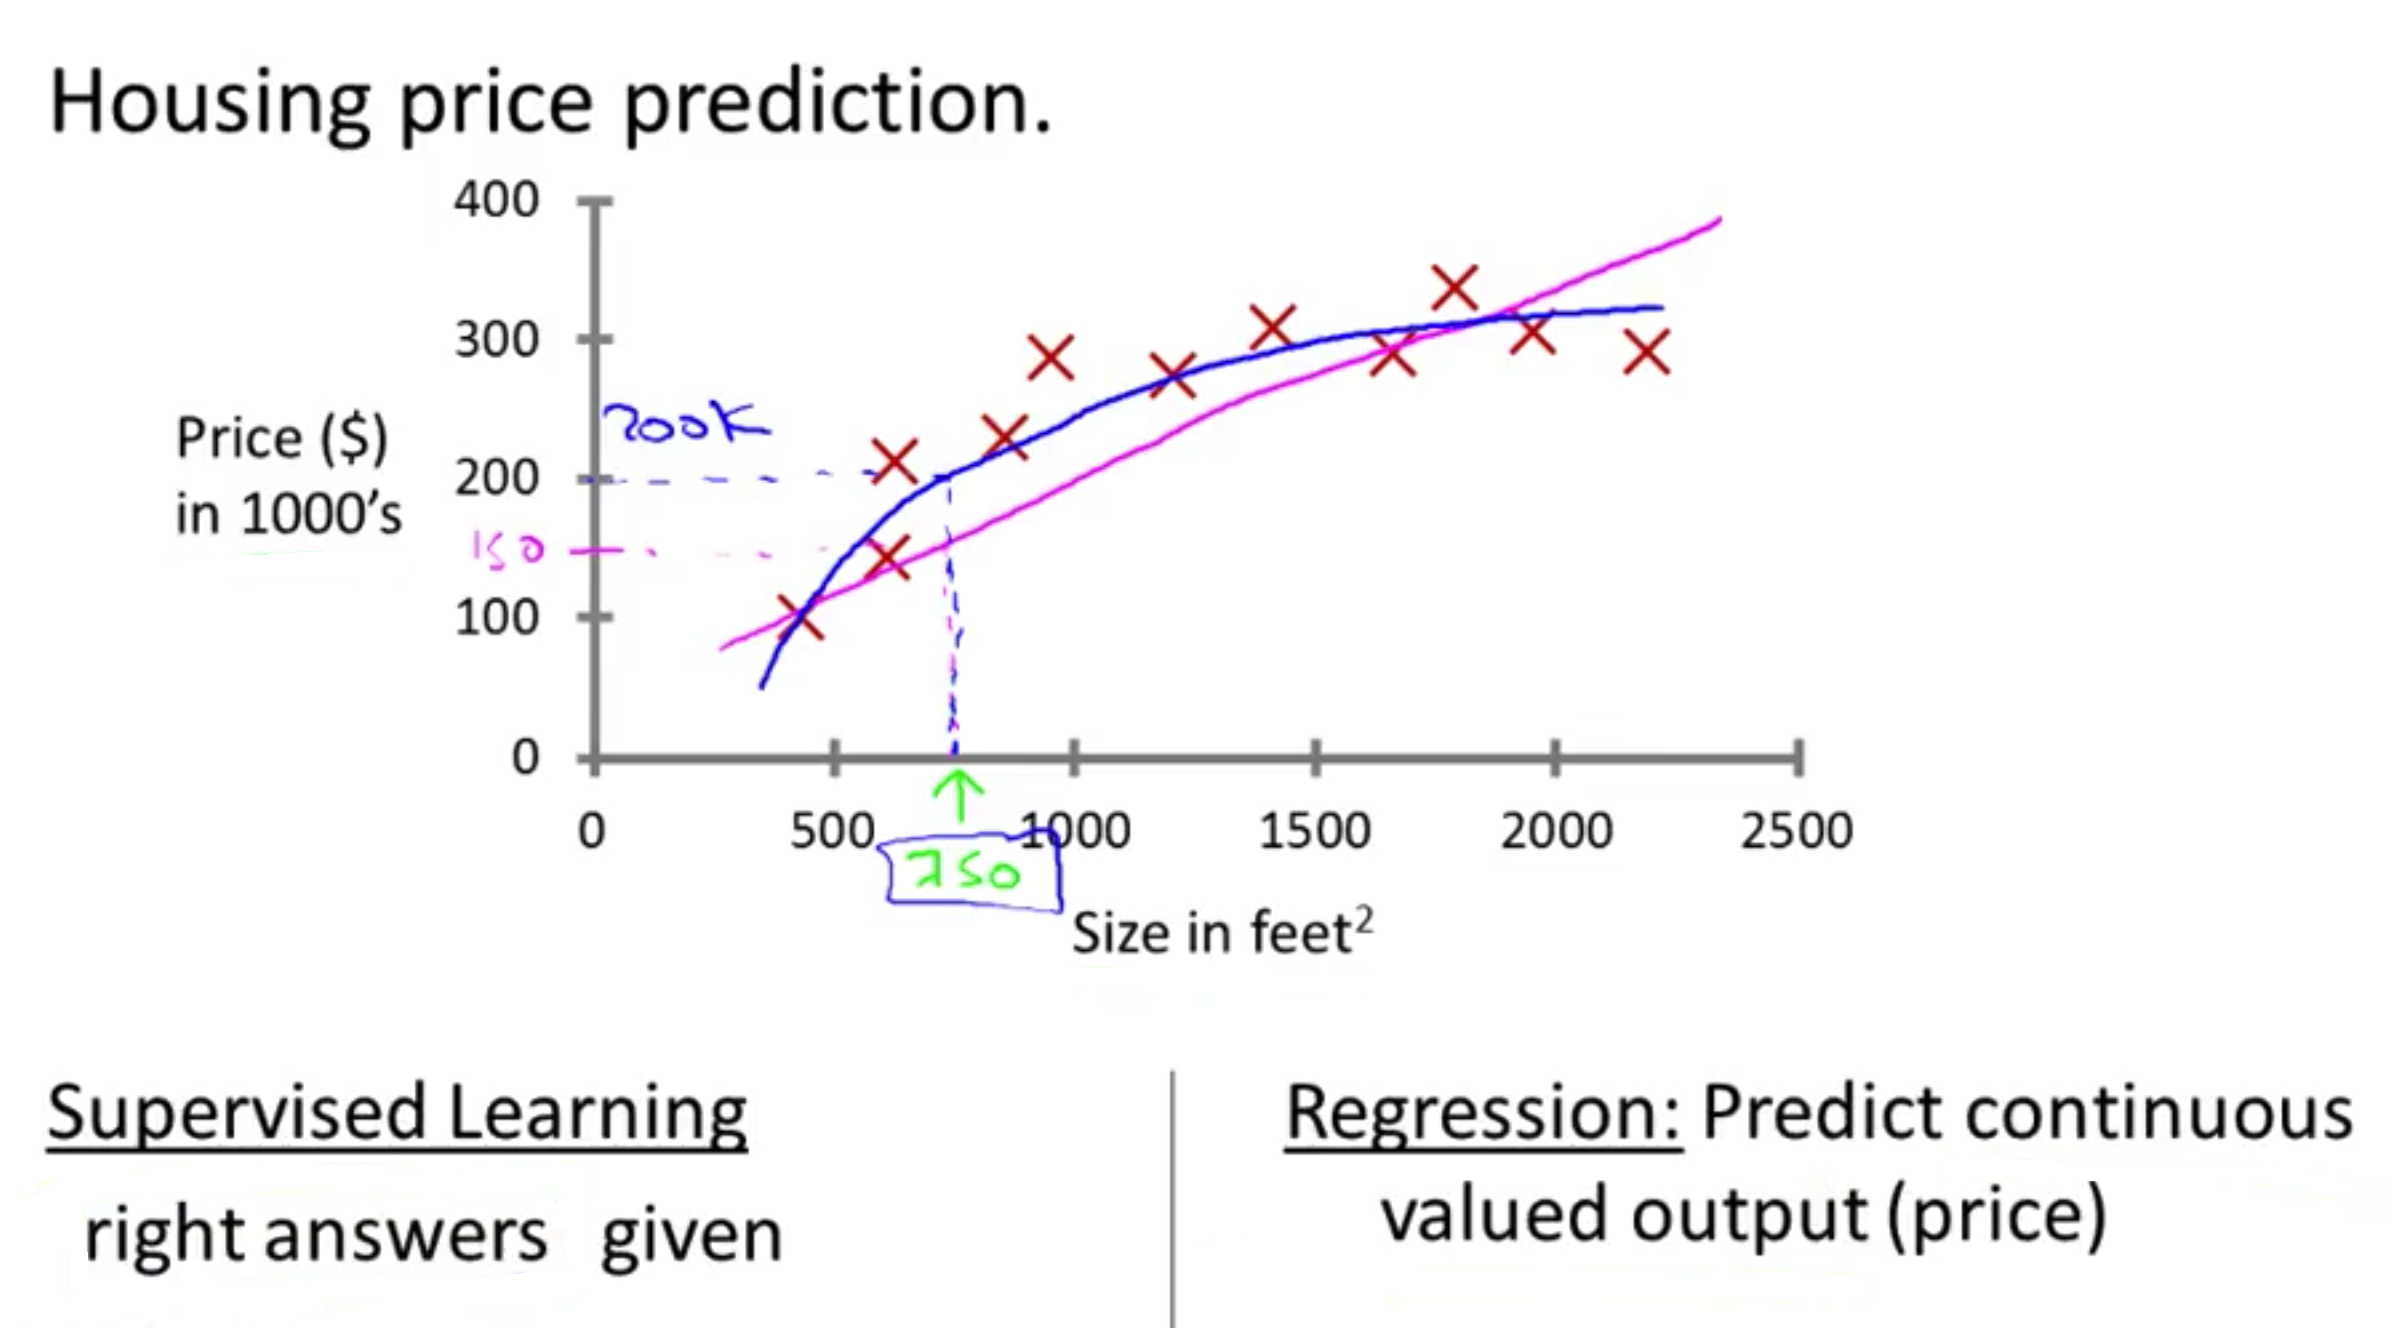 Housing price prediction.
400
300
200K
Price ($)
in 1000's
200
150
100
0
0 500 1000 1500 2000 2500
750
Size in feet²
Supervised Learning
right answers given
Regression: Predict continuous
valued output (price)